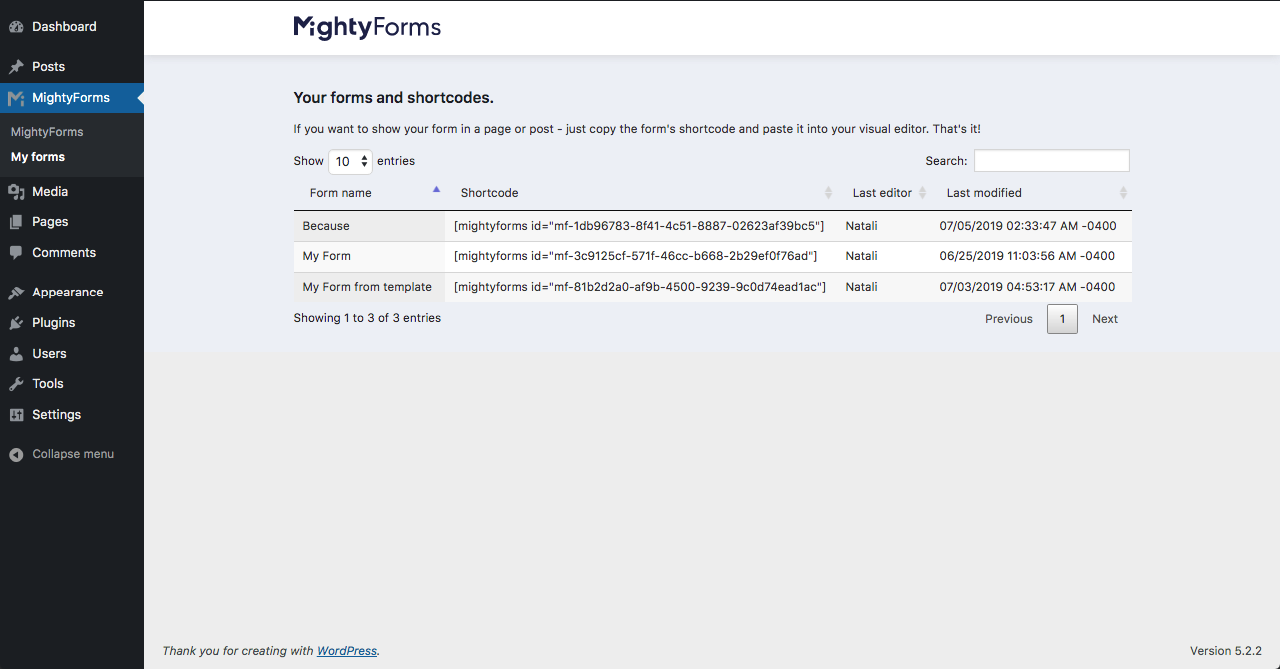 Dashboard
Posts
MightyForms
MightyForms
My forms
Media
Pages
Comments
Appearance
Plugins
Users
Tools
Settings
Collapse menu
MightyForms
Your forms and shortcodes.
If you want to show your form in a page or post - just copy the form's shortcode and paste it into your visual editor. That's it!
Show 10 entries Search:
Form name Shortcode Last editor Last modified
Because [mightyforms id="mf-1db96783-8f41-4c51-8887-02623af39bc5"] Natali 07/05/2019 02:33:47 AM -0400
My Form [mightyforms id="mf-3c9125cf-571f-46cc-b668-2b29ef0f76ad"] Natali 06/25/2019 11:03:56 AM -0400
My Form from template [mightyforms id="mf-81b2d2a0-af9b-4500-9239-9c0d74ead1ac"] Natali 07/03/2019 04:53:17 AM -0400
Showing 1 to 3 of 3 entries Previous 1 Next
Thank you for creating with WordPress. Version 5.2.2